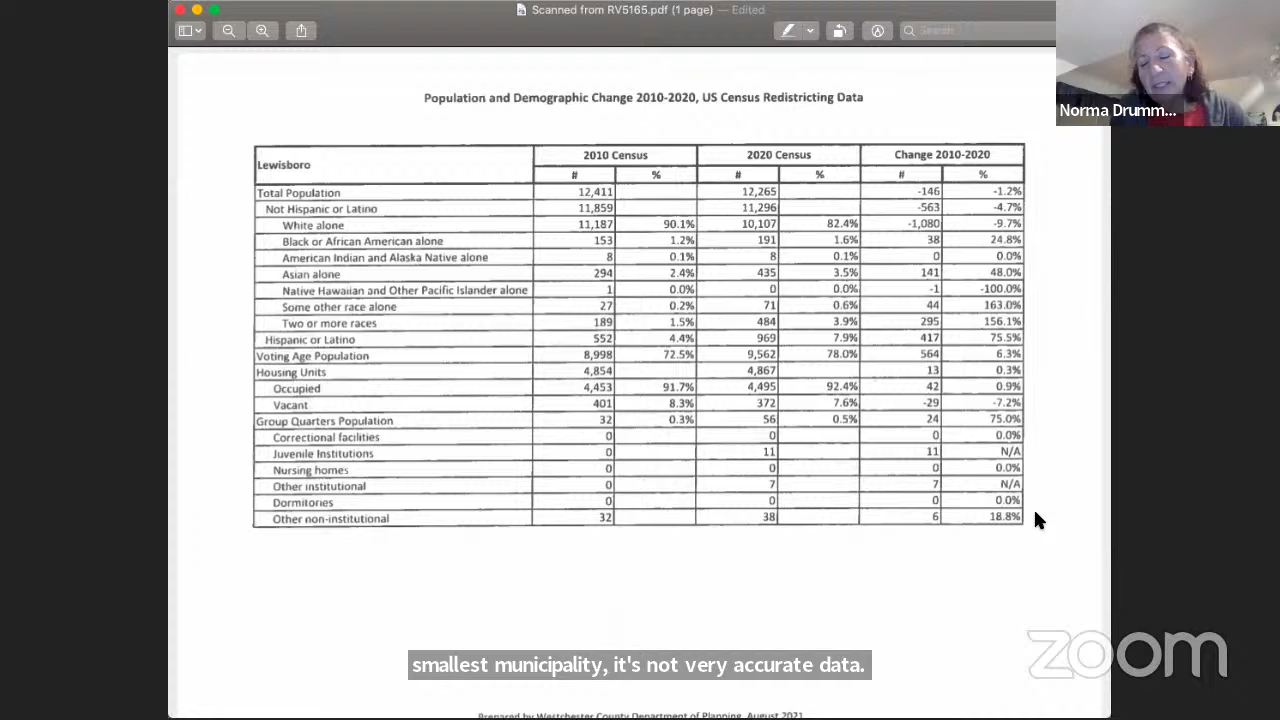 Scanned from RV5165.pdf (1 page) — Edited
Search
Norma Drumm...
Population and Demographic Change 2010-2020, US Census Redistricting Data
Lewisboro 2010 Census 2020 Census Change 2010-2020
# % # % # %
Total Population 12,411 12,265 -146 -1.2%
Not Hispanic or Latino 11,859 11,296 -563 -4.7%
White alone 11,187 90.1% 10,107 82.4% -1,080 -9.7%
Black or African American alone 153 1.2% 191 1.6% 38 24.8%
American Indian and Alaska Native alone 8 0.1% 8 0.1% 0 0.0%
Asian alone 294 2.4% 435 3.5% 141 48.0%
Native Hawaiian and Other Pacific Islander alone 1 0.0% 0 0.0% -1 -100.0%
Some other race alone 27 0.2% 71 0.6% 44 163.0%
Two or more races 189 1.5% 484 3.9% 295 156.1%
Hispanic or Latino 552 4.4% 969 7.9% 417 75.5%
Voting Age Population 8,998 72.5% 9,562 78.0% 564 6.3%
Housing Units 4,854 4,867 13 0.3%
Occupied 4,453 91.7% 4,495 92.4% 42 0.9%
Vacant 401 8.3% 372 7.6% -29 -7.2%
Group Quarters Population 32 0.3% 56 0.5% 24 75.0%
Correctional facilities 0 0 0 0.0%
Juvenile Institutions 0 11 11 N/A
Nursing homes 0 0 0 0.0%
Other institutional 0 7 7 N/A
Dormitories 0 0 0 0.0%
Other non-institutional 32 38 6 18.8%
smallest municipality, it's not very accurate data.
zoom
Prepared by Westchester County Department of Planning, August 2021